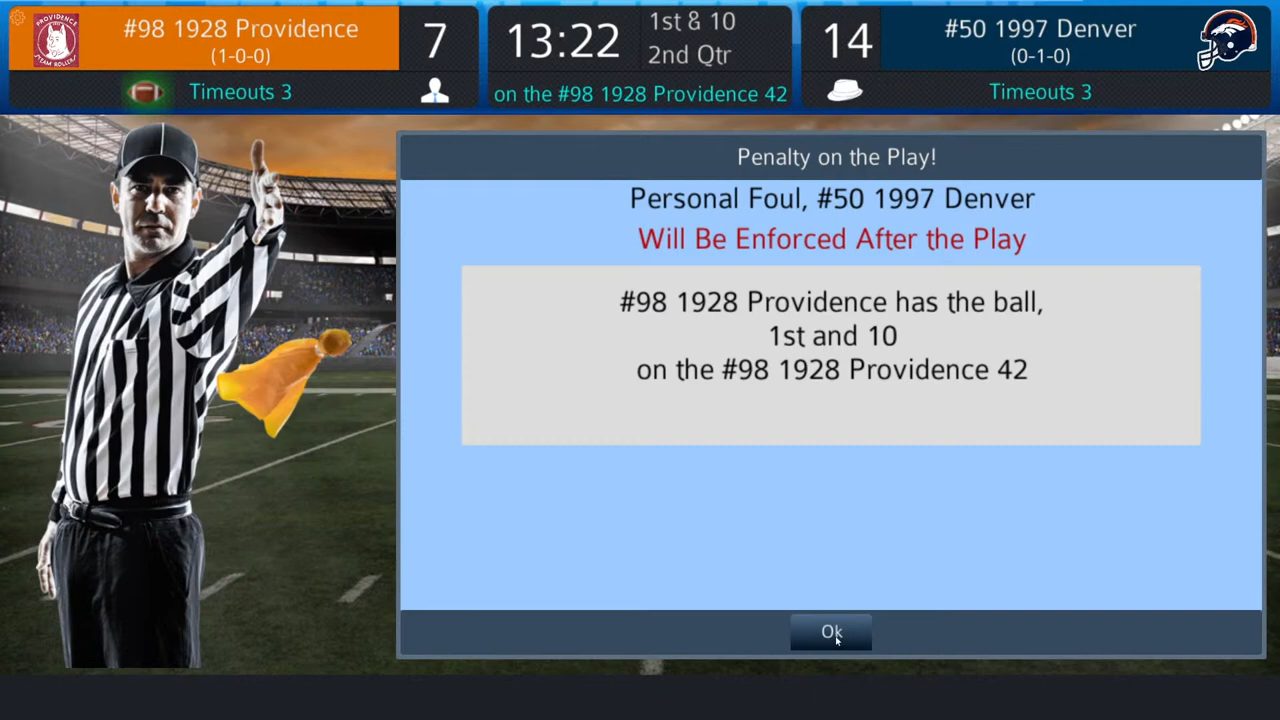 #98 1928 Providence
(1-0-0)
Timeouts 3
PROVIDENCE
STEAM ROLLER
7
13:22
1st & 10
2nd Qtr
on the #98 1928 Providence 42
14
#50 1997 Denver
(0-1-0)
Timeouts 3
Penalty on the Play!
Personal Foul, #50 1997 Denver
Will Be Enforced After the Play
#98 1928 Providence has the ball,
1st and 10
on the #98 1928 Providence 42
Ok